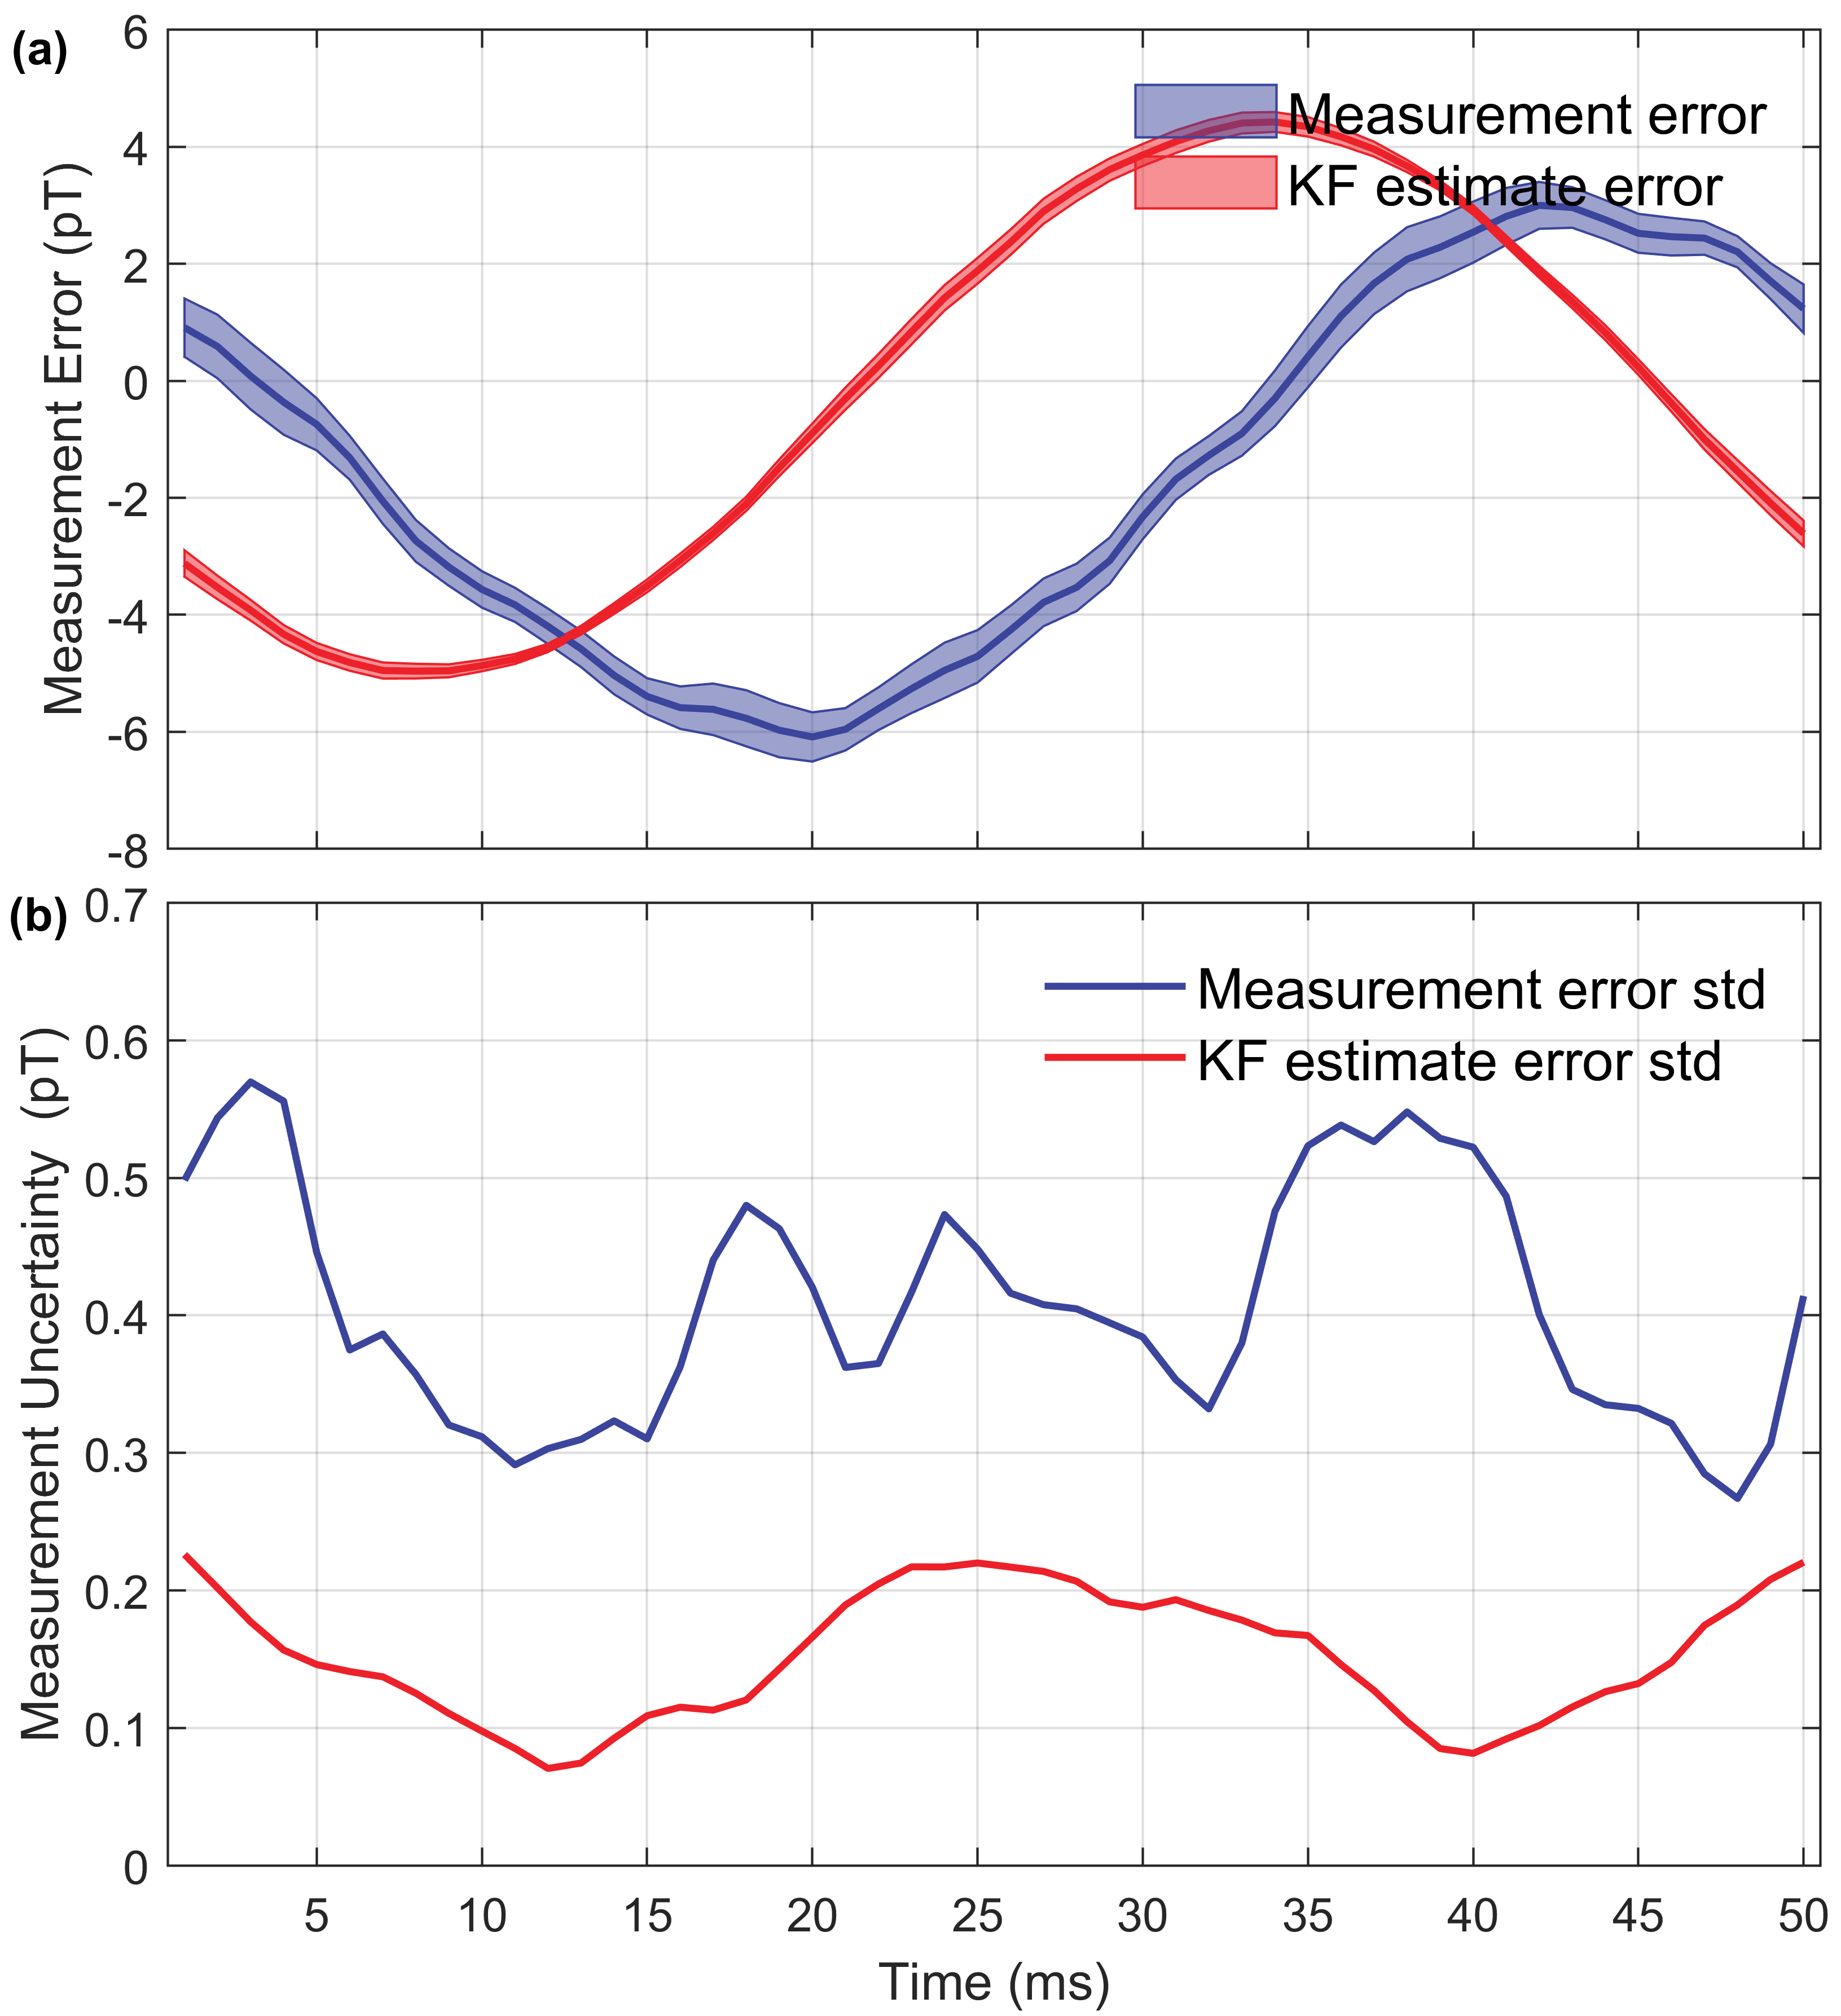 (a)
6
4
2
0
-2
-4
-6
-8
Measurement Error (pT)
Measurement error
KF estimate error
(b)
0.7
0.6
0.5
0.4
0.3
0.2
0.1
0
Measurement Uncertainty (pT)
Measurement error std
KF estimate error std
5 10 15 20 25 30 35 40 45 50
Time (ms)